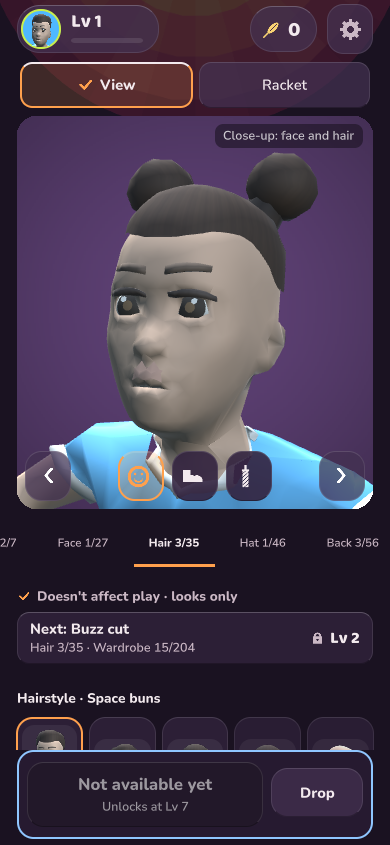 Lv 1
0
View
Racket
Close-up: face and hair
2/7
Face 1/27
Hair 3/35
Hat 1/46
Back 3/56
Doesn't affect play · looks only
Next: Buzz cut
Hair 3/35 · Wardrobe 15/204
Lv 2
Hairstyle · Space buns
Not available yet
Unlocks at Lv 7
Drop